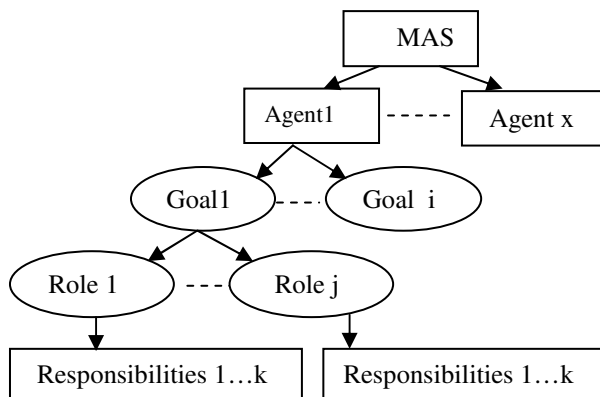 MAS
Agent1
Agent x
Goal1
Goal i
Role 1
Role j
Responsibilities 1…k
Responsibilities 1…k